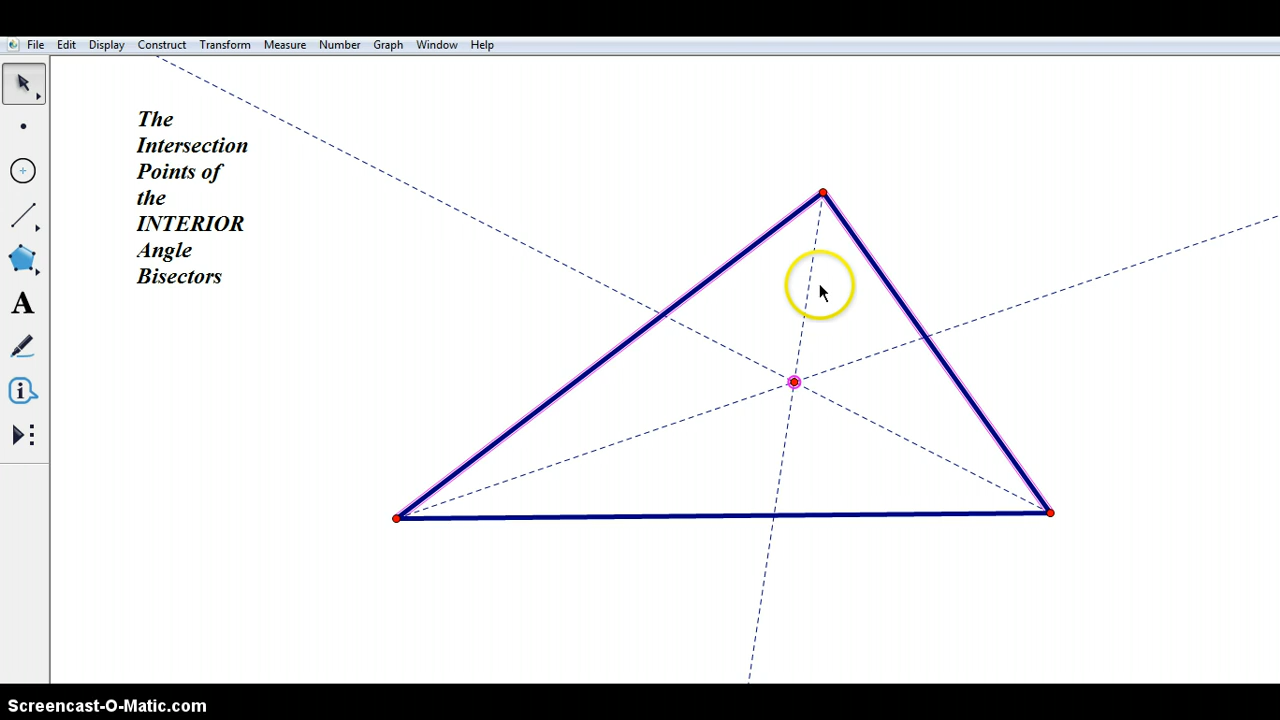 File Edit Display Construct Transform Measure Number Graph Window Help
The
Intersection
Points of
the
INTERIOR
Angle
Bisectors
A
i
Screencast-O-Matic.com